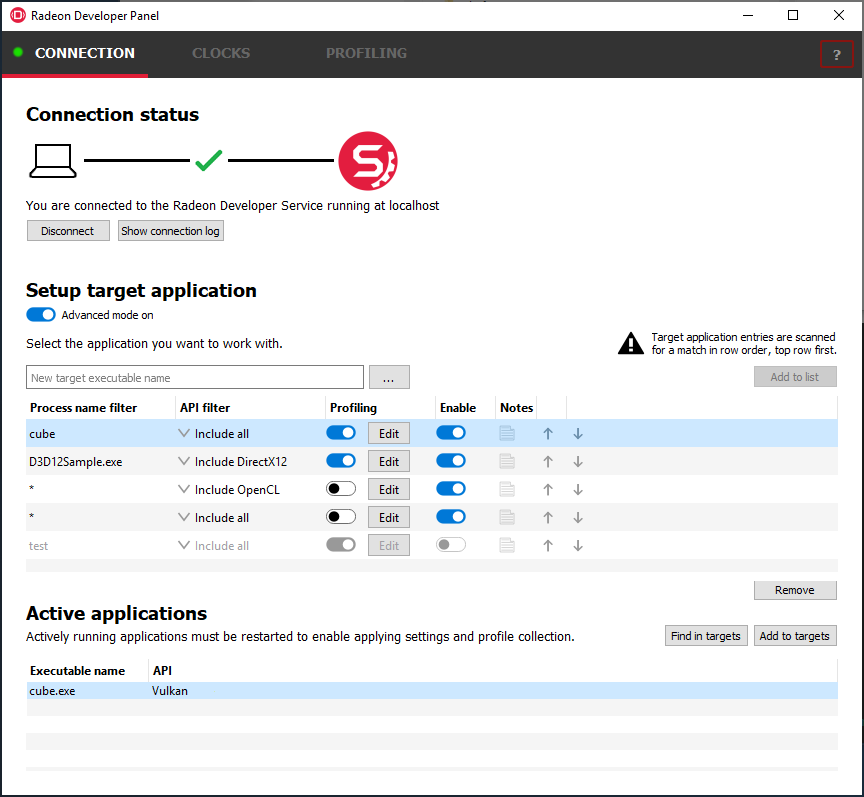 Radeon Developer Panel
CONNECTION CLOCKS PROFILING ?
Connection status
You are connected to the Radeon Developer Service running at localhost
Disconnect Show connection log
Setup target application
Advanced mode on
Select the application you want to work with.
Target application entries are scanned
for a match in row order, top row first.
New target executable name ... Add to list
Process name filter API filter Profiling Enable Notes
cube Include all Edit
D3D12Sample.exe Include DirectX12 Edit
* Include OpenCL Edit
* Include all Edit
test Include all Edit
Remove
Active applications
Actively running applications must be restarted to enable applying settings and profile collection. Find in targets Add to targets
Executable name API
cube.exe Vulkan